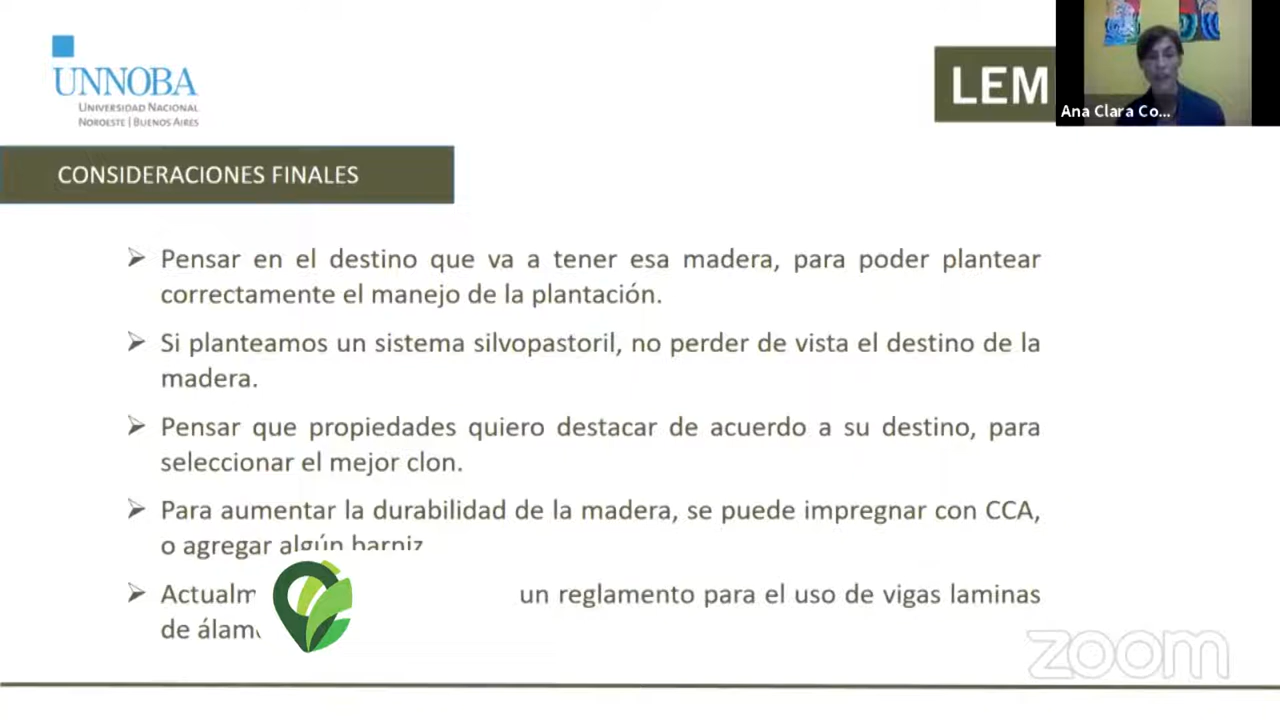 UNNOBA
UNIVERSIDAD NACIONAL
NOROESTE | BUENOS AIRES
LEM
Ana Clara Co...
CONSIDERACIONES FINALES
Pensar en el destino que va a tener esa madera, para poder plantear
correctamente el manejo de la plantación.
Si planteamos un sistema silvopastoril, no perder de vista el destino de la
madera.
Pensar que propiedades quiero destacar de acuerdo a su destino, para
seleccionar el mejor clon.
Para aumentar la durabilidad de la madera, se puede impregnar con CCA,
o agregar algún barniz
un reglamento para el uso de vigas laminas
de
zoom